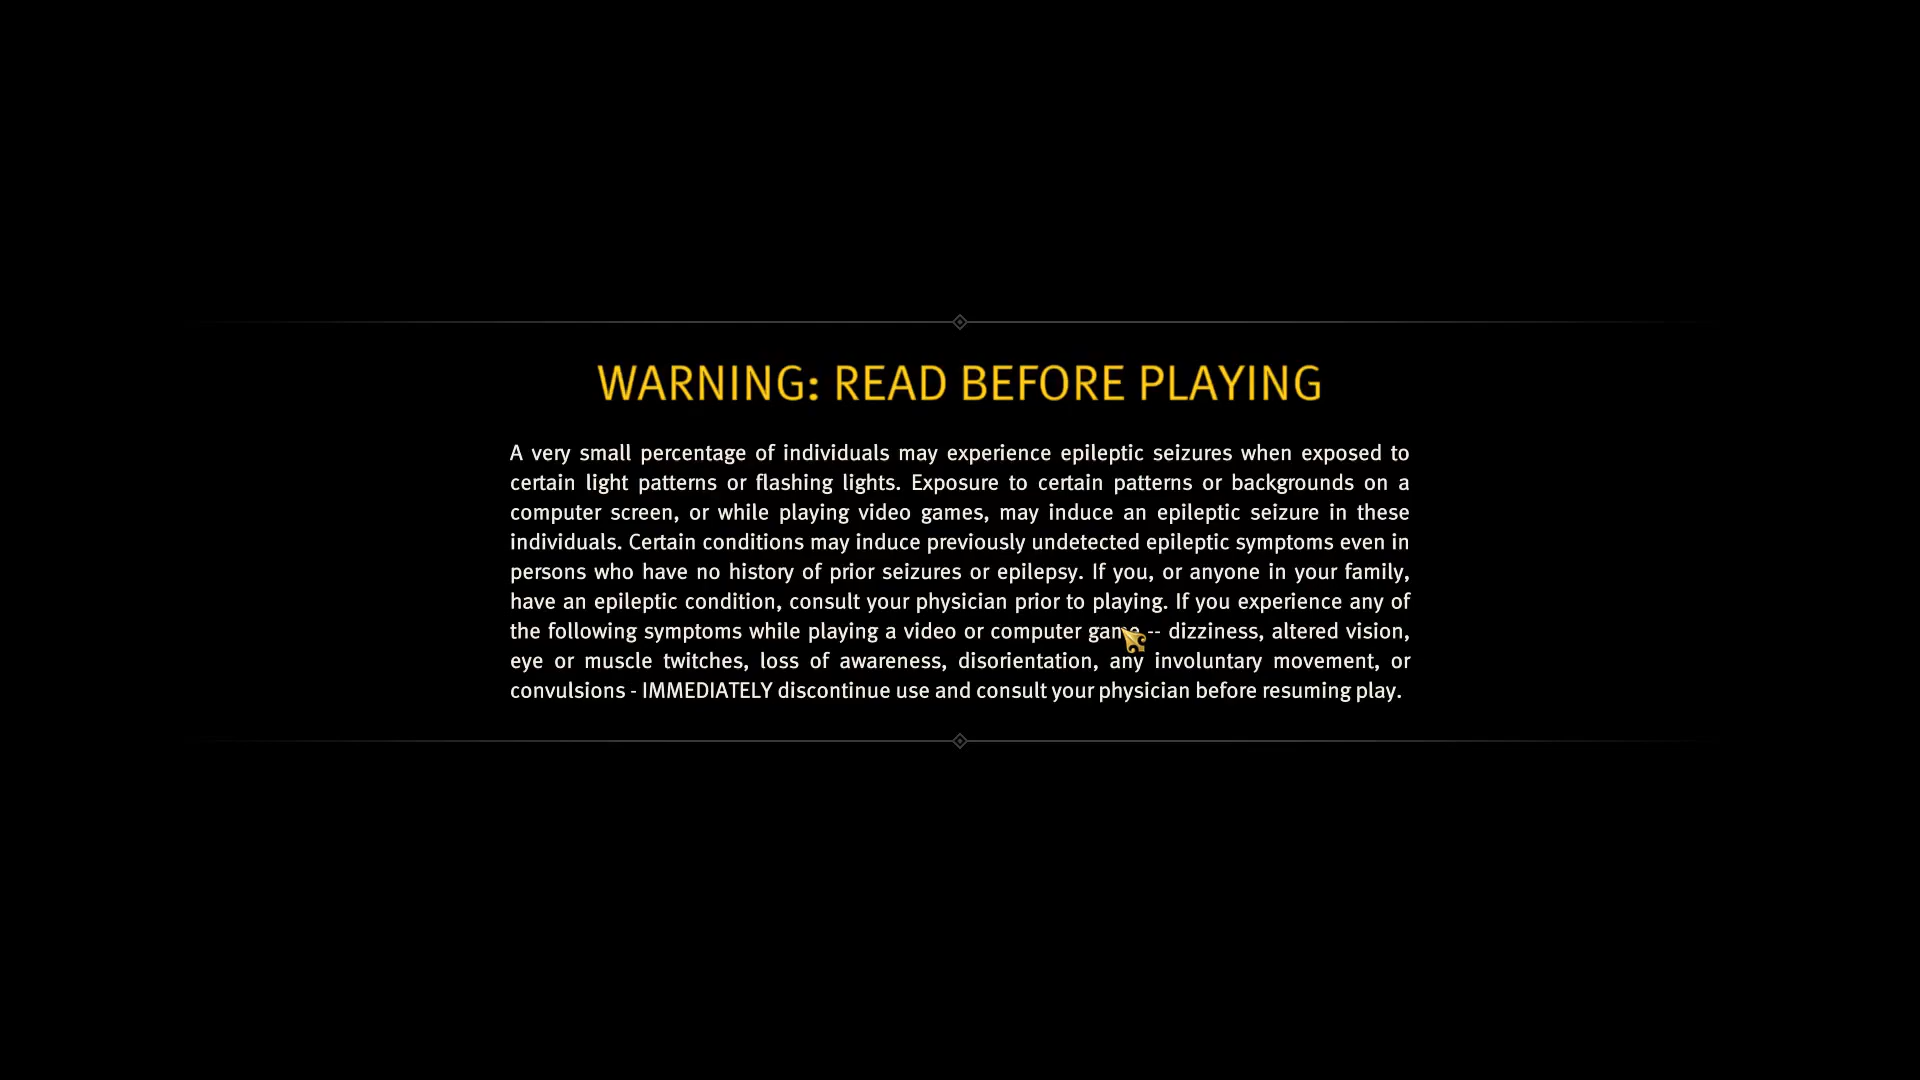 WARNING: READ BEFORE PLAYING
A very small percentage of individuals may experience epileptic seizures when exposed to
certain light patterns or flashing lights. Exposure to certain patterns or backgrounds on a
computer screen, or while playing video games, may induce an epileptic seizure in these
individuals. Certain conditions may induce previously undetected epileptic symptoms even in
persons who have no history of prior seizures or epilepsy. If you, or anyone in your family,
have an epileptic condition, consult your physician prior to playing. If you experience any of
the following symptoms while playing a video or computer game -- dizziness, altered vision,
eye or muscle twitches, loss of awareness, disorientation, any involuntary movement, or
convulsions - IMMEDIATELY discontinue use and consult your physician before resuming play.